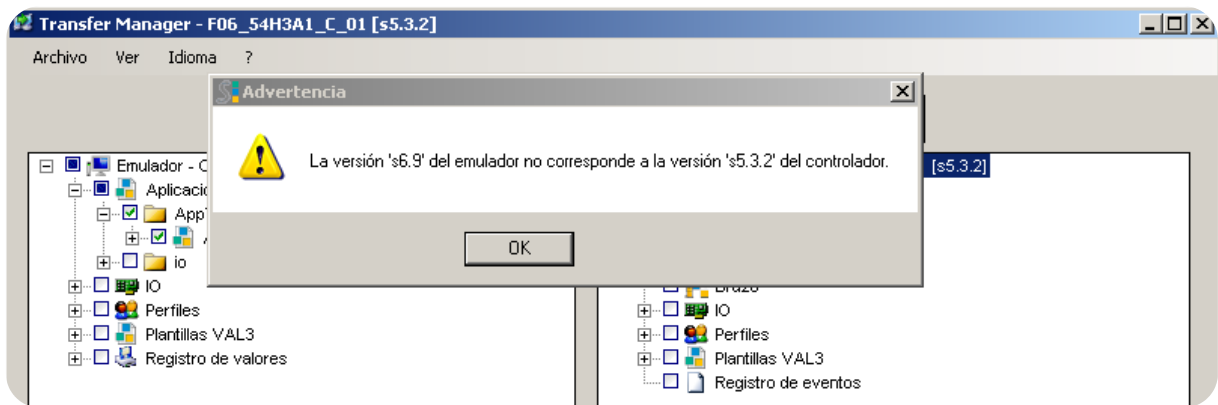 Transfer Manager - F06_54H3A1_C_01 [s5.3.2]
Archivo Ver Idioma ?
Advertencia
La versión 's6.9' del emulador no corresponde a la versión 's5.3.2' del controlador.
OK
Emulador -
[s5.3.2]
io
IO
Perfiles
Plantillas VAL3
Registro de valores
Brazo
IO
Perfiles
Plantillas VAL3
Registro de eventos